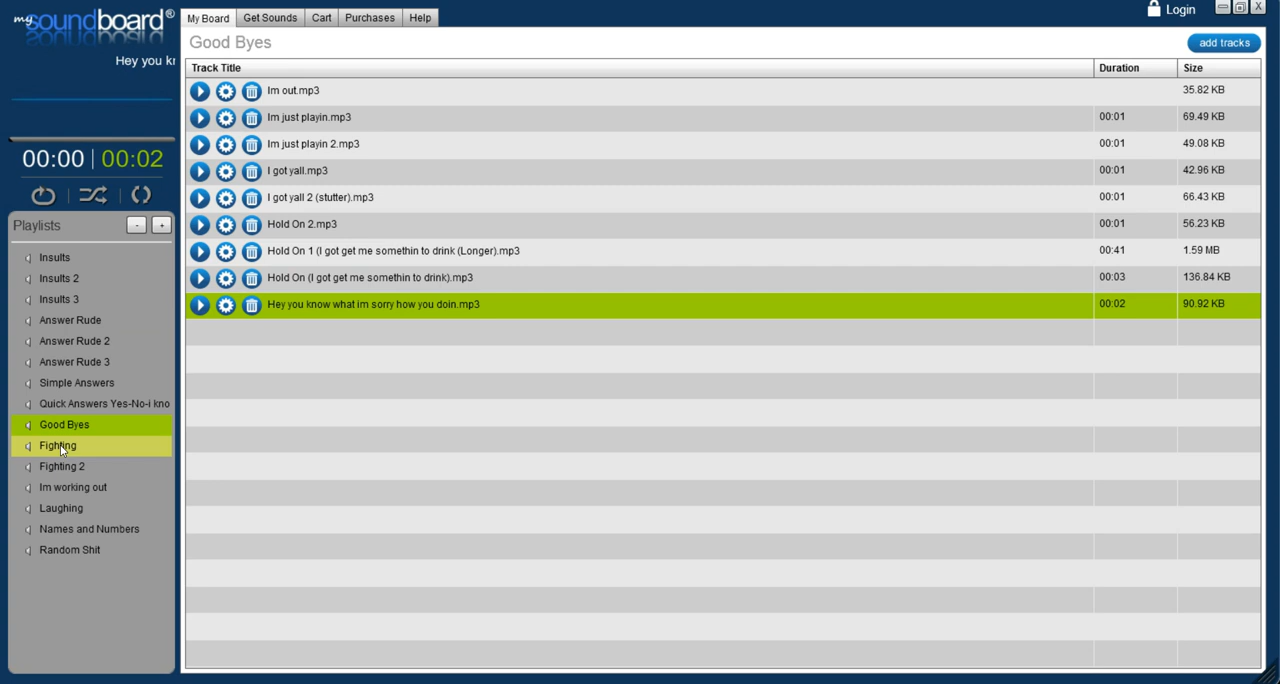 mysoundboard®
Hey you kr
00:00 | 00:02
Playlists - +
Insults
Insults 2
Insults 3
Answer Rude
Answer Rude 2
Answer Rude 3
Simple Answers
Quick Answers Yes-No-i kno
Good Byes
Fighting
Fighting 2
Im working out
Laughing
Names and Numbers
Random Shit
My Board Get Sounds Cart Purchases Help
Login X
Good Byes
add tracks
Track Title Duration Size
Im out.mp3 35.82 KB
Im just playin.mp3 00:01 69.49 KB
Im just playin 2.mp3 00:01 49.08 KB
I got yall.mp3 00:01 42.96 KB
I got yall 2 (stutter).mp3 00:01 66.43 KB
Hold On 2.mp3 00:01 56.23 KB
Hold On 1 (I got get me somethin to drink (Longer).mp3 00:41 1.59 MB
Hold On (I got get me somethin to drink).mp3 00:03 136.84 KB
Hey you know what im sorry how you doin.mp3 00:02 90.92 KB